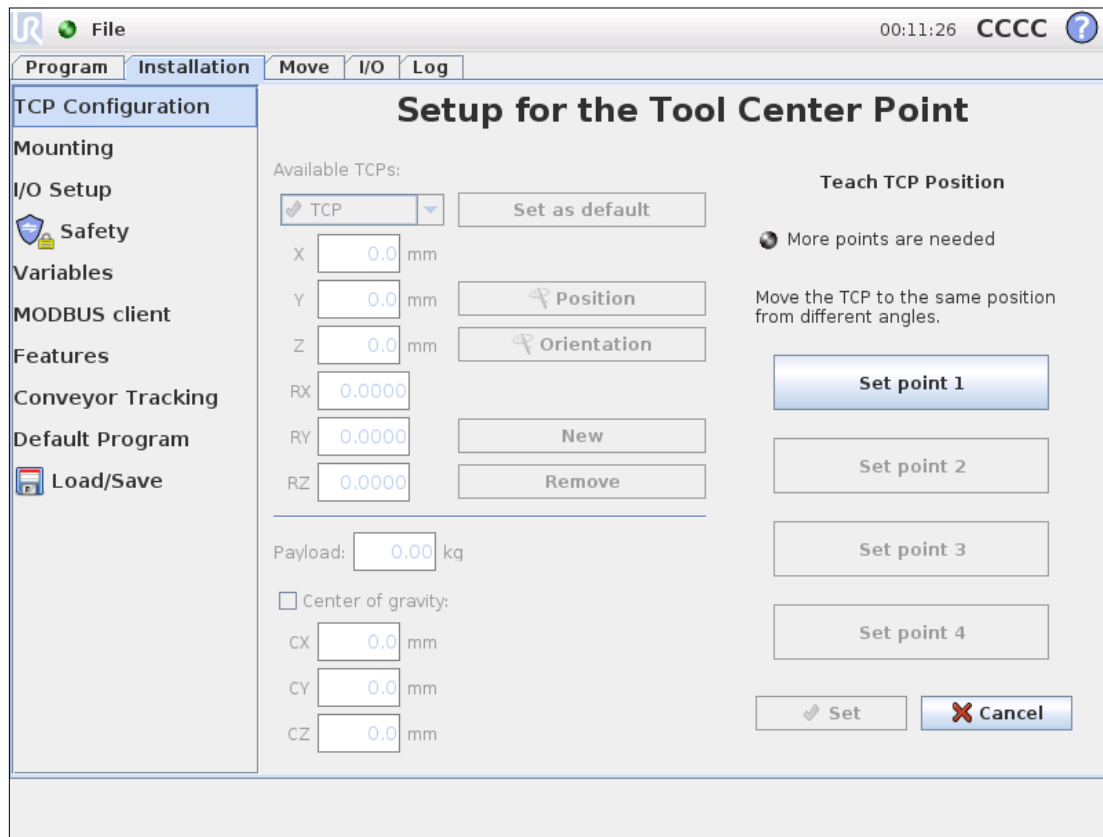 UR
File
00:11:26
CCCC
?
Program
Installation
Move
I/O
Log
TCP Configuration
Mounting
I/O Setup
Safety
Variables
MODBUS client
Features
Conveyor Tracking
Default Program
Load/Save
Setup for the Tool Center Point
Available TCPs:
TCP
Set as default
X 0.0 mm
Y 0.0 mm
Position
Z 0.0 mm
Orientation
RX 0.0000
RY 0.0000
New
RZ 0.0000
Remove
Payload: 0.00 kg
Center of gravity:
CX 0.0 mm
CY 0.0 mm
CZ 0.0 mm
Teach TCP Position
More points are needed
Move the TCP to the same position
from different angles.
Set point 1
Set point 2
Set point 3
Set point 4
Set
Cancel